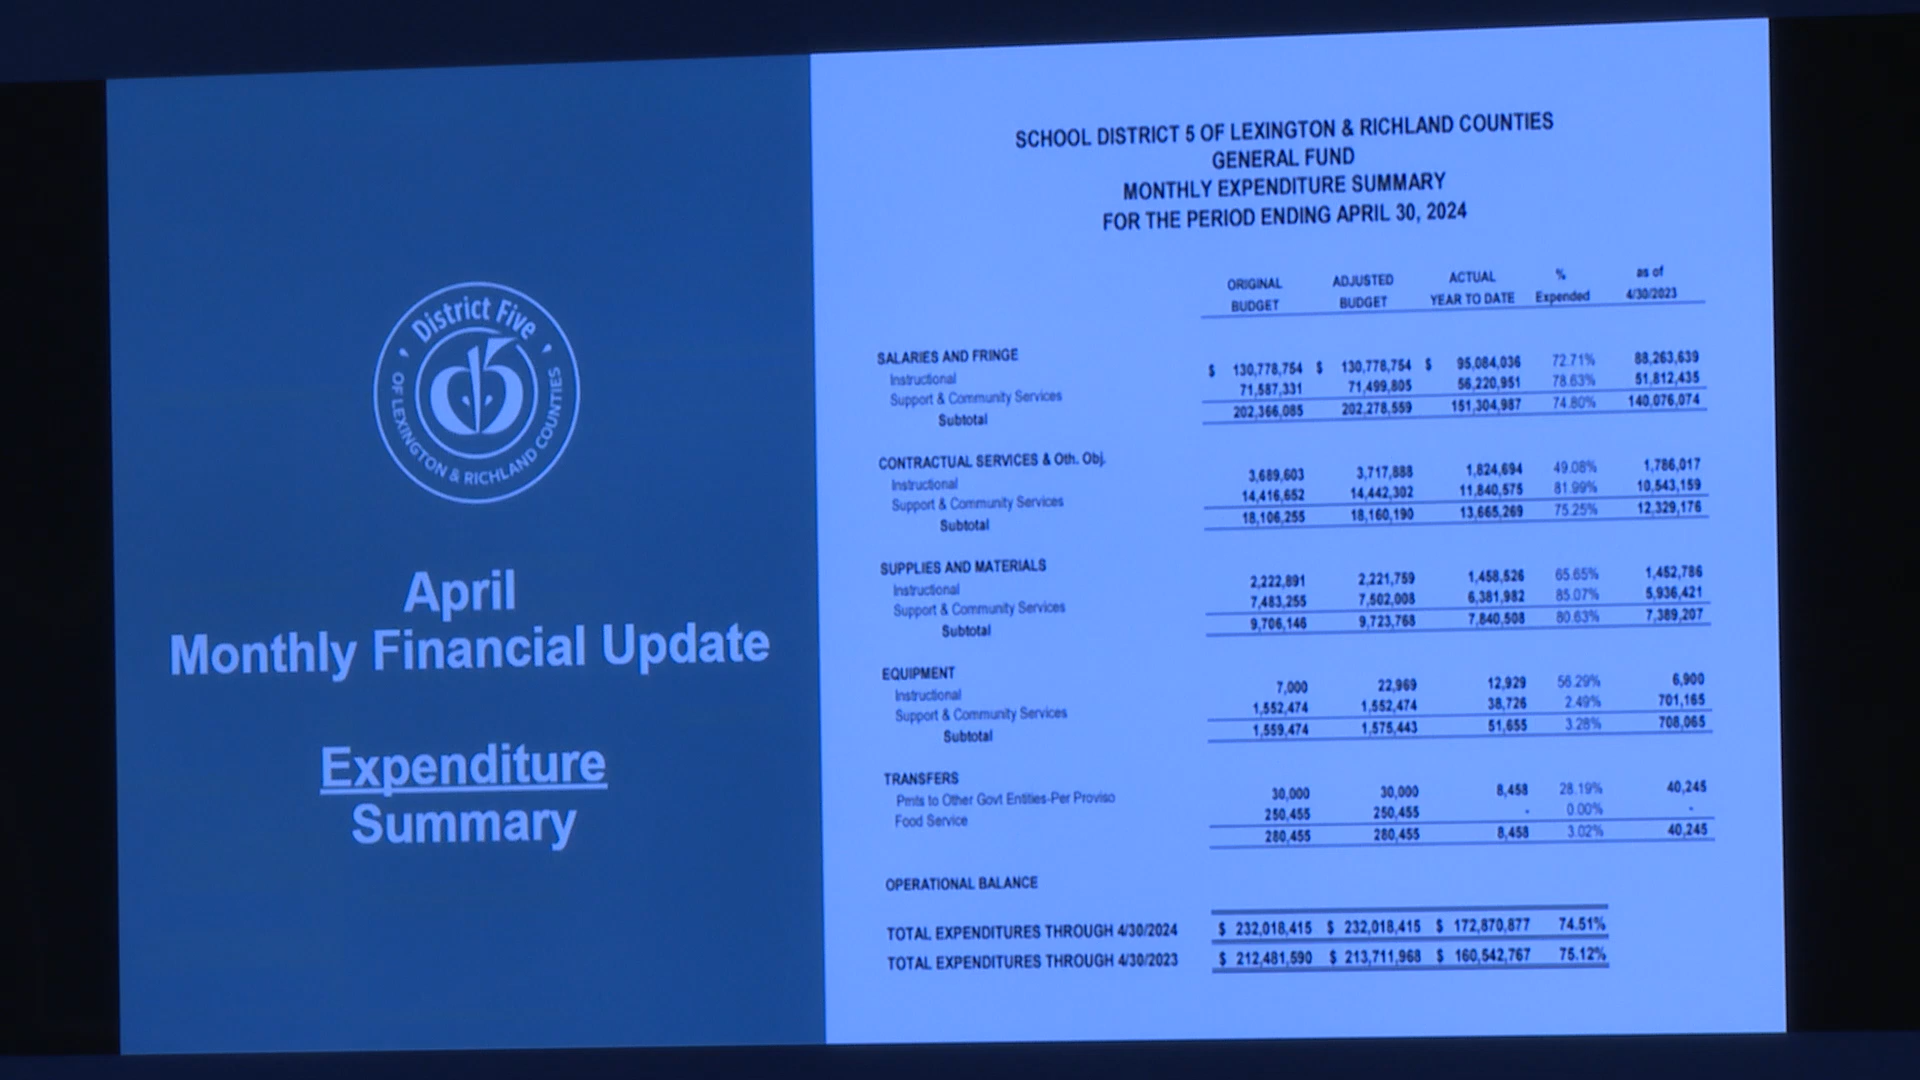 District Five
OF LEXINGTON & RICHLAND COUNTIES
April
Monthly Financial Update
Expenditure
Summary
SCHOOL DISTRICT 5 OF LEXINGTON & RICHLAND COUNTIES
GENERAL FUND
MONTHLY EXPENDITURE SUMMARY
FOR THE PERIOD ENDING APRIL 30, 2024
ORIGINAL BUDGET ADJUSTED BUDGET ACTUAL YEAR TO DATE % Expended as of 4/30/2023
SALARIES AND FRINGE
Instructional $ 130,778,754 $ 130,778,754 $ 95,084,036 72.71% 88,263,639
Support & Community Services 71,587,331 71,499,805 56,220,951 78.63% 51,812,435
Subtotal 202,366,085 202,278,559 151,304,987 74.80% 140,076,074
CONTRACTUAL SERVICES & Oth. Obj.
Instructional 3,689,603 3,717,888 1,824,694 49.08% 1,786,017
Support & Community Services 14,416,652 14,442,302 11,840,575 81.99% 10,543,159
Subtotal 18,106,255 18,160,190 13,665,269 75.25% 12,329,176
SUPPLIES AND MATERIALS
Instructional 2,222,891 2,221,759 1,458,526 65.65% 1,452,786
Support & Community Services 7,483,255 7,502,008 6,381,982 85.07% 5,936,421
Subtotal 9,706,146 9,723,768 7,840,508 80.63% 7,389,207
EQUIPMENT
Instructional 7,000 22,969 12,929 56.29% 6,900
Support & Community Services 1,552,474 1,552,474 38,726 2.49% 701,165
Subtotal 1,559,474 1,575,443 51,655 3.28% 708,065
TRANSFERS
Pmts to Other Govt Entities-Per Proviso 30,000 30,000 8,458 28.19% 40,245
Food Service 250,455 250,455 - 0.00% -
280,455 280,455 8,458 3.02% 40,245
OPERATIONAL BALANCE
TOTAL EXPENDITURES THROUGH 4/30/2024 $ 232,018,415 $ 232,018,415 $ 172,870,877 74.51%
TOTAL EXPENDITURES THROUGH 4/30/2023 $ 212,481,590 $ 213,711,968 $ 160,542,767 75.12%